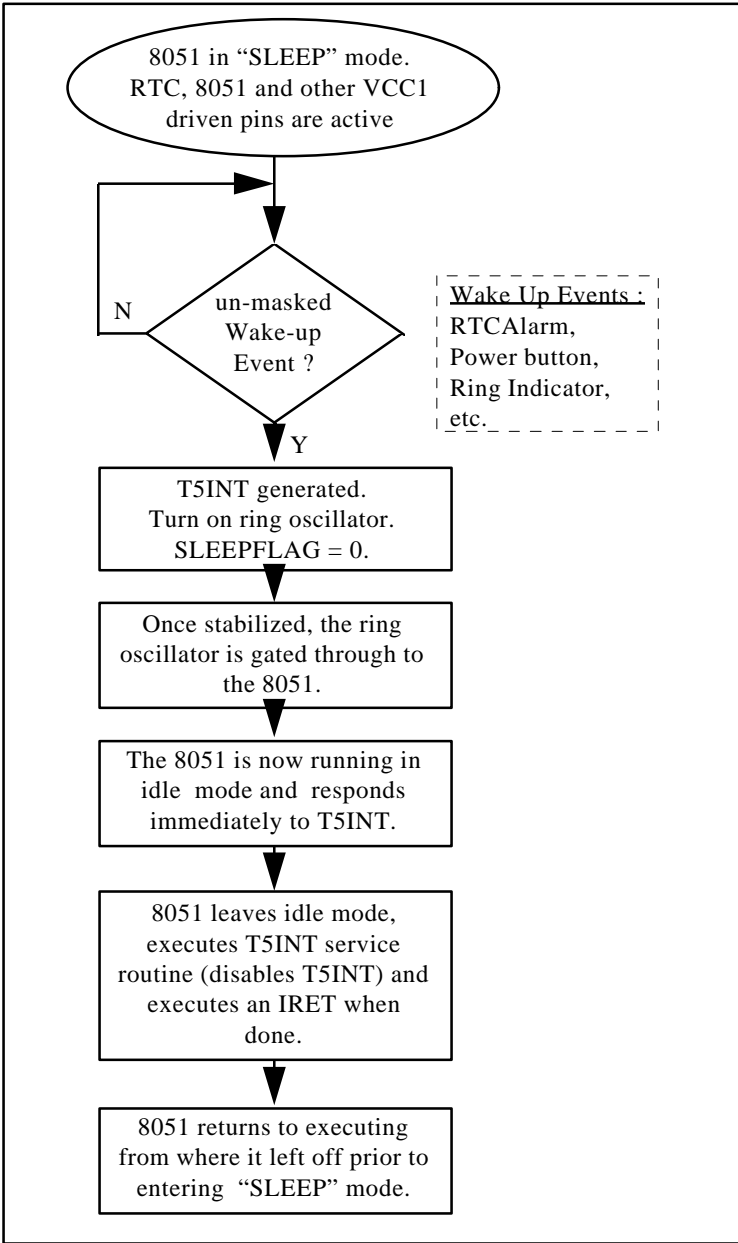 8051 in “SLEEP” mode.
RTC, 8051 and other VCC1
driven pins are active
N
un-masked
Wake-up
Event ?
Wake Up Events :
RTCAlarm,
Power button,
Ring Indicator,
etc.
Y
T5INT generated.
Turn on ring oscillator.
SLEEPFLAG = 0.
Once stabilized, the ring
oscillator is gated through to
the 8051.
The 8051 is now running in
idle mode and responds
immediately to T5INT.
8051 leaves idle mode,
executes T5INT service
routine (disables T5INT) and
executes an IRET when
done.
8051 returns to executing
from where it left off prior to
entering “SLEEP” mode.